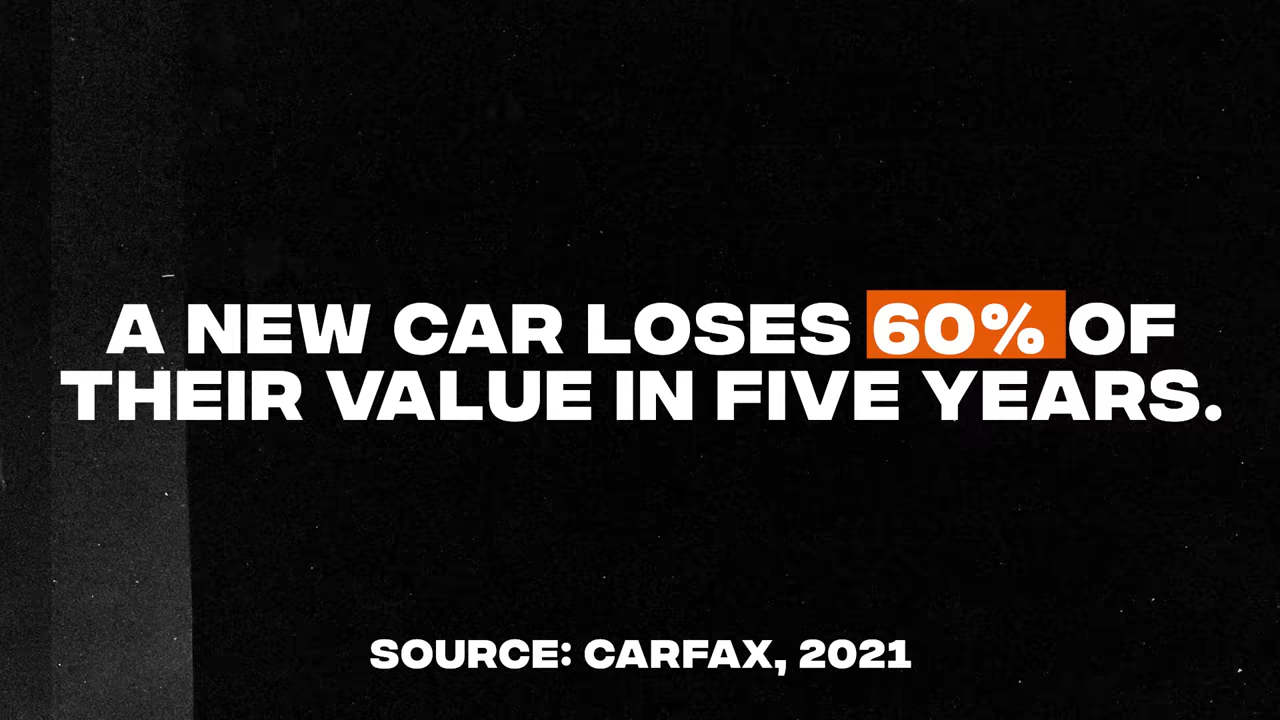 A NEW CAR LOSES 60% OF
THEIR VALUE IN FIVE YEARS.
SOURCE: CARFAX, 2021